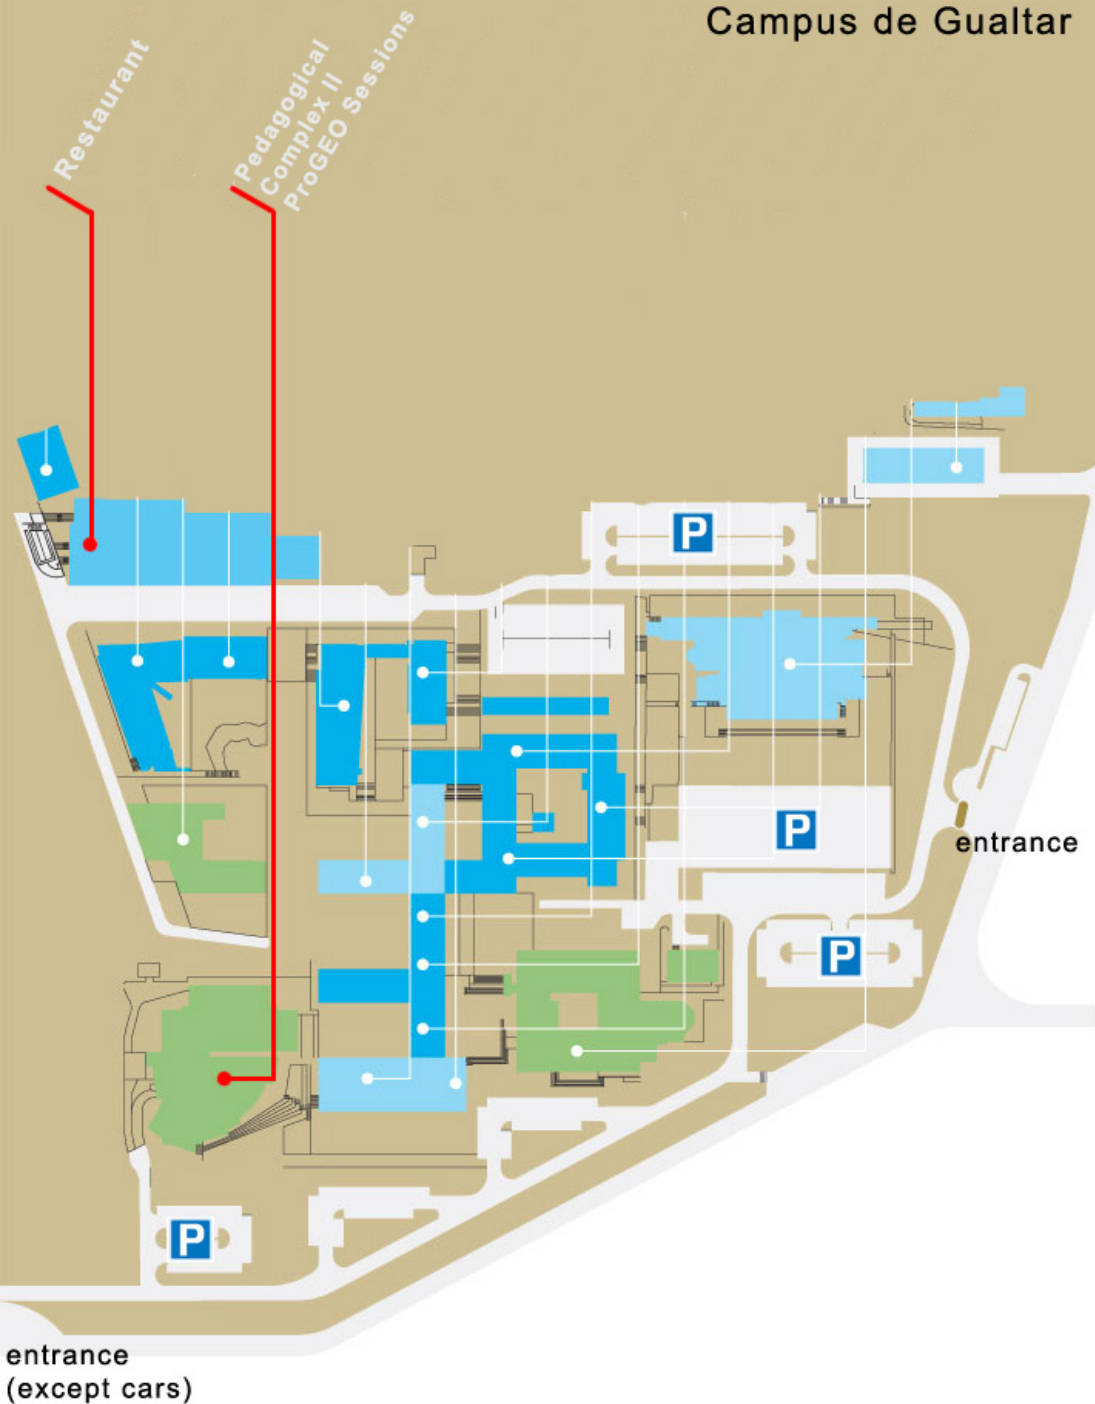 Campus de Gualtar
Restaurant
Pedagogical
Complex II
ProGEO Sessions
P
P
P
entrance
P
entrance
(except cars)